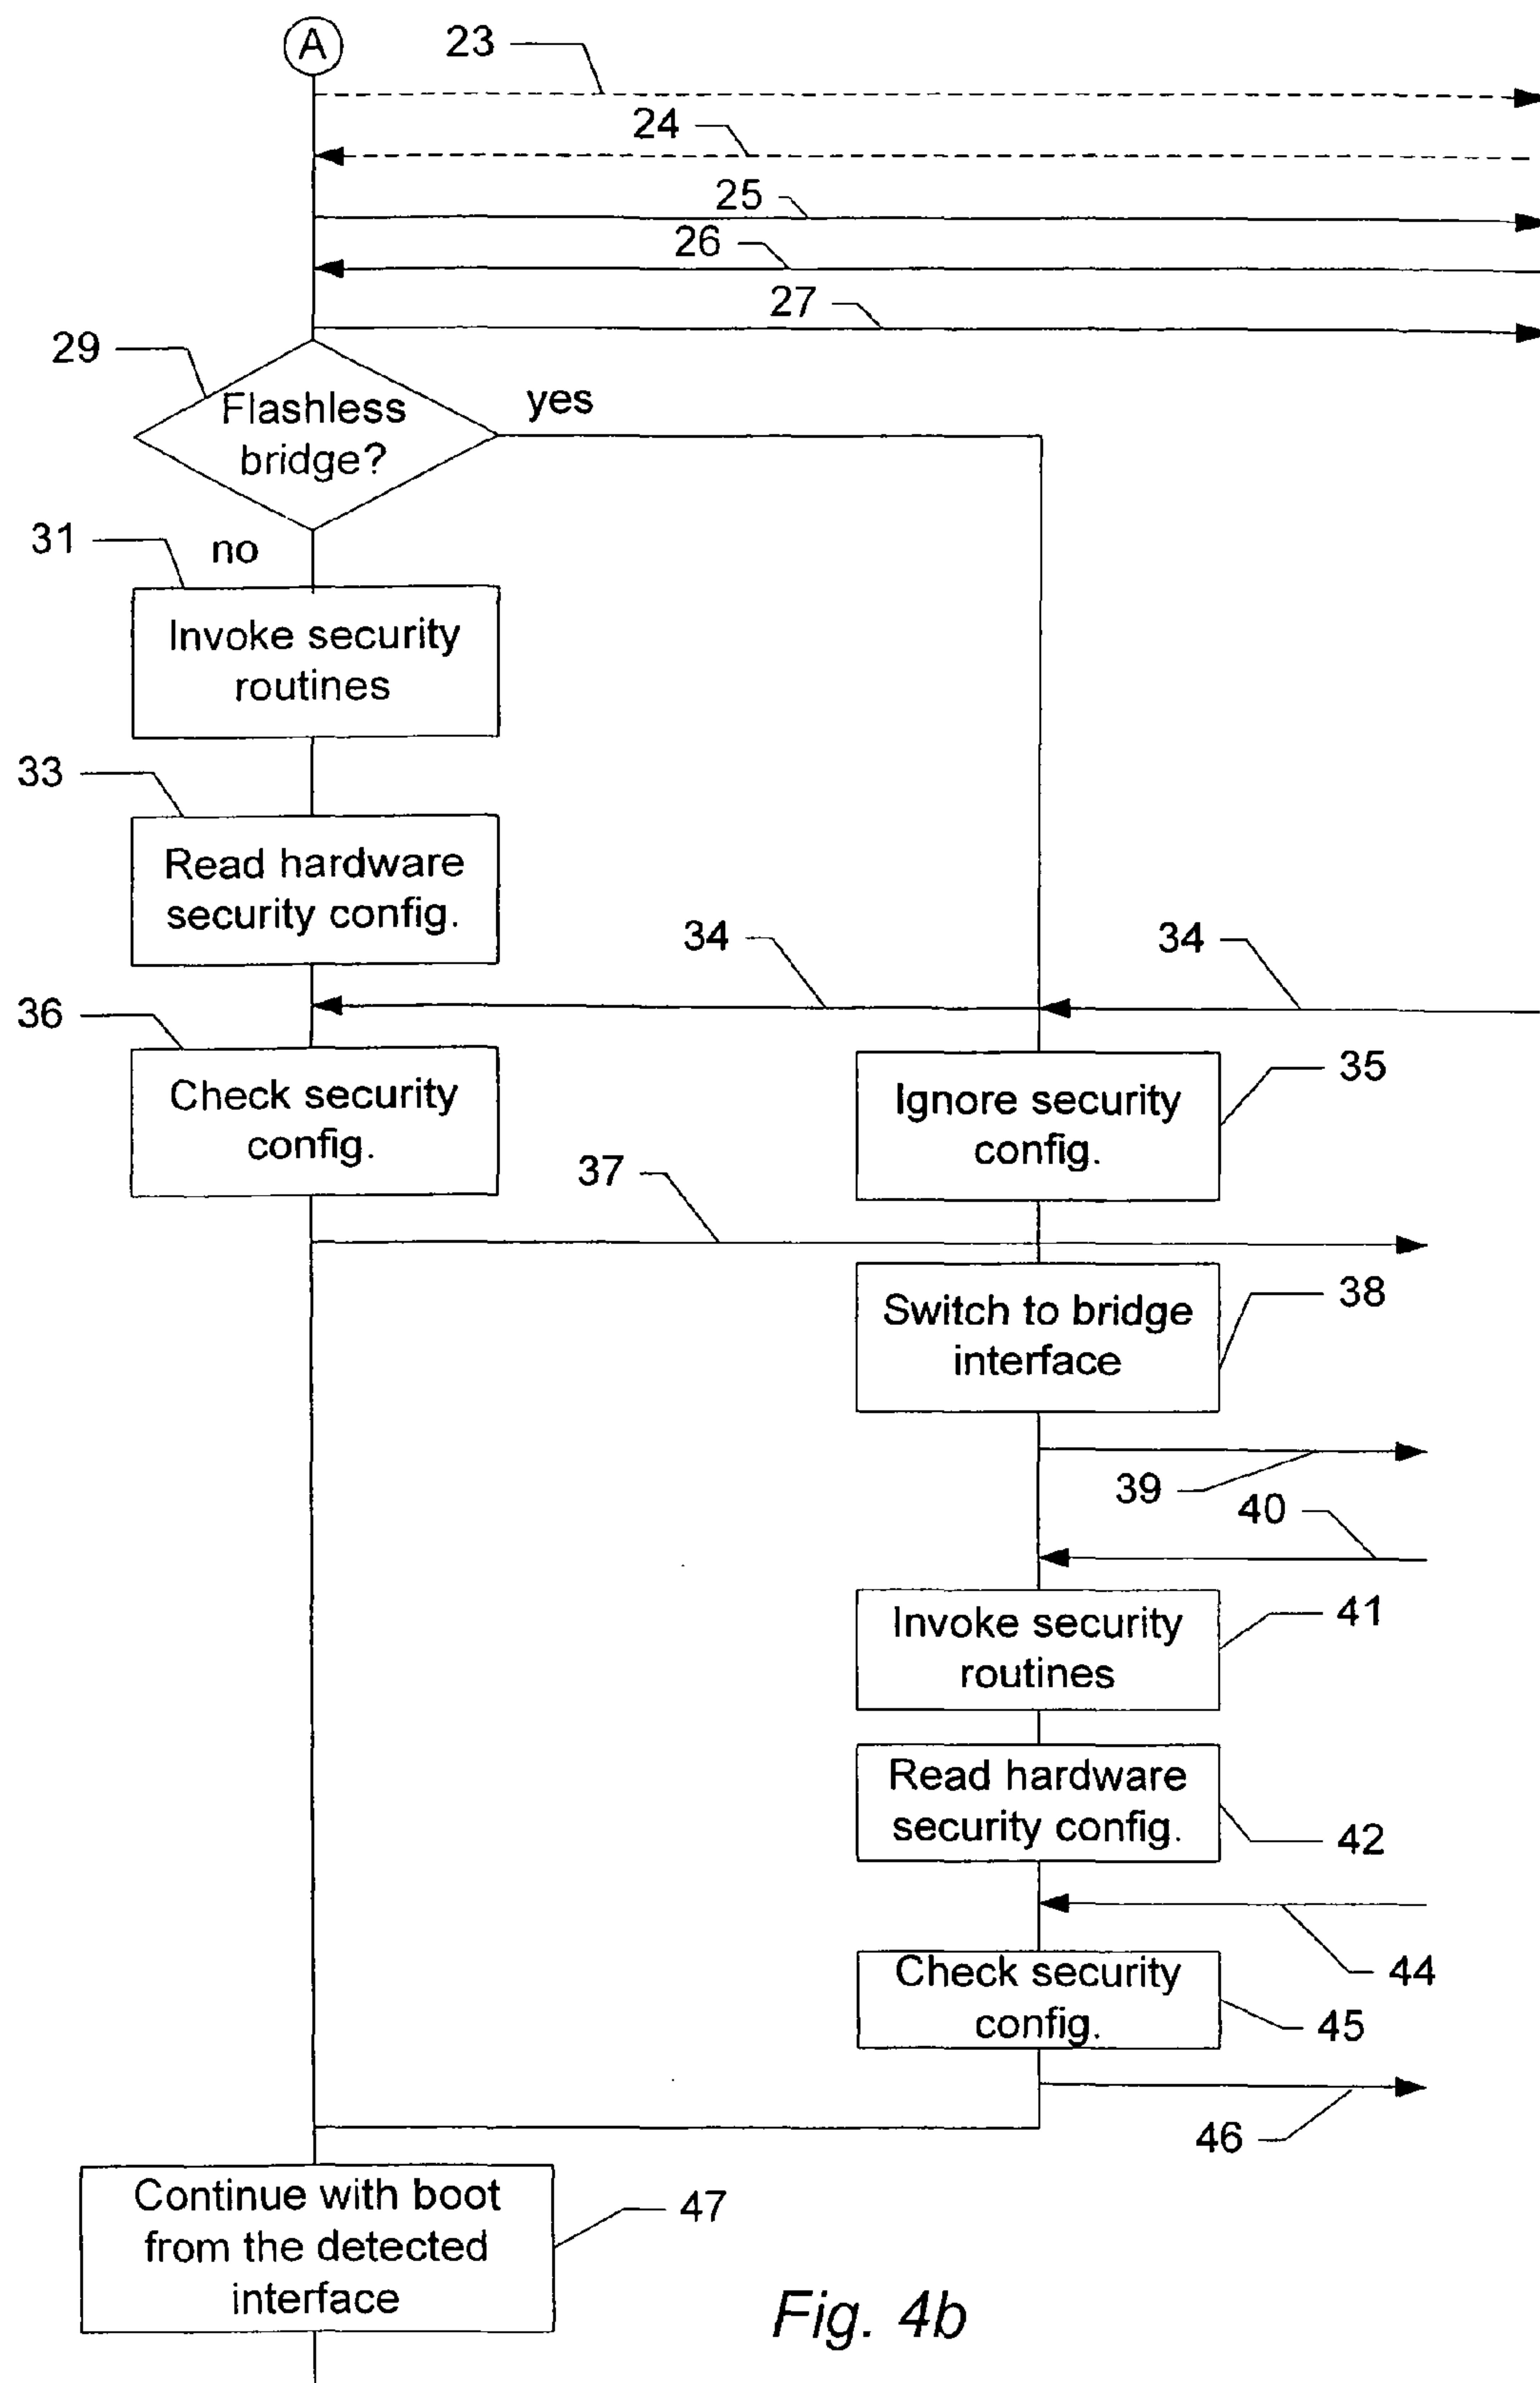 A
23
24
25
26
27
29
Flashless
bridge?
yes
31
no
Invoke security
routines
33
Read hardware
security config.
34
34
36
Check security
config.
35
Ignore security
config.
37
38
Switch to bridge
interface
39
40
41
Invoke security
routines
Read hardware
security config.
42
44
Check security
config.
45
46
Continue with boot
from the detected
interface
47
Fig. 4b